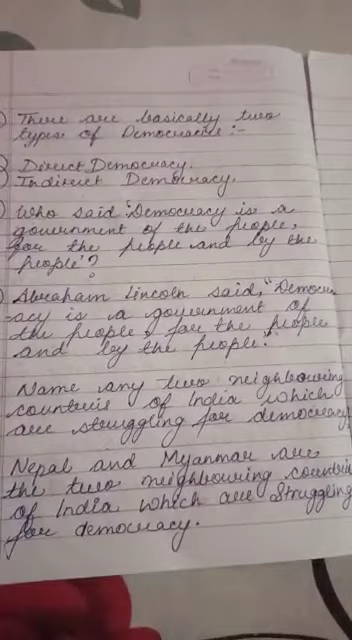 There are basically two
types of Democracies :-
Direct Democracy.
Indirect Democracy.
Who said "Democracy is a
government of the people,
for the people and by the
people"?
Abraham Lincoln said, "Democr-
acy is a government of
the people, for the people
and by the people."
Name any two neighbouring
countries of India which
are struggling for democracy
Nepal and Myanmar are
the two neighbouring countrie
of India which are struggling
for democracy.